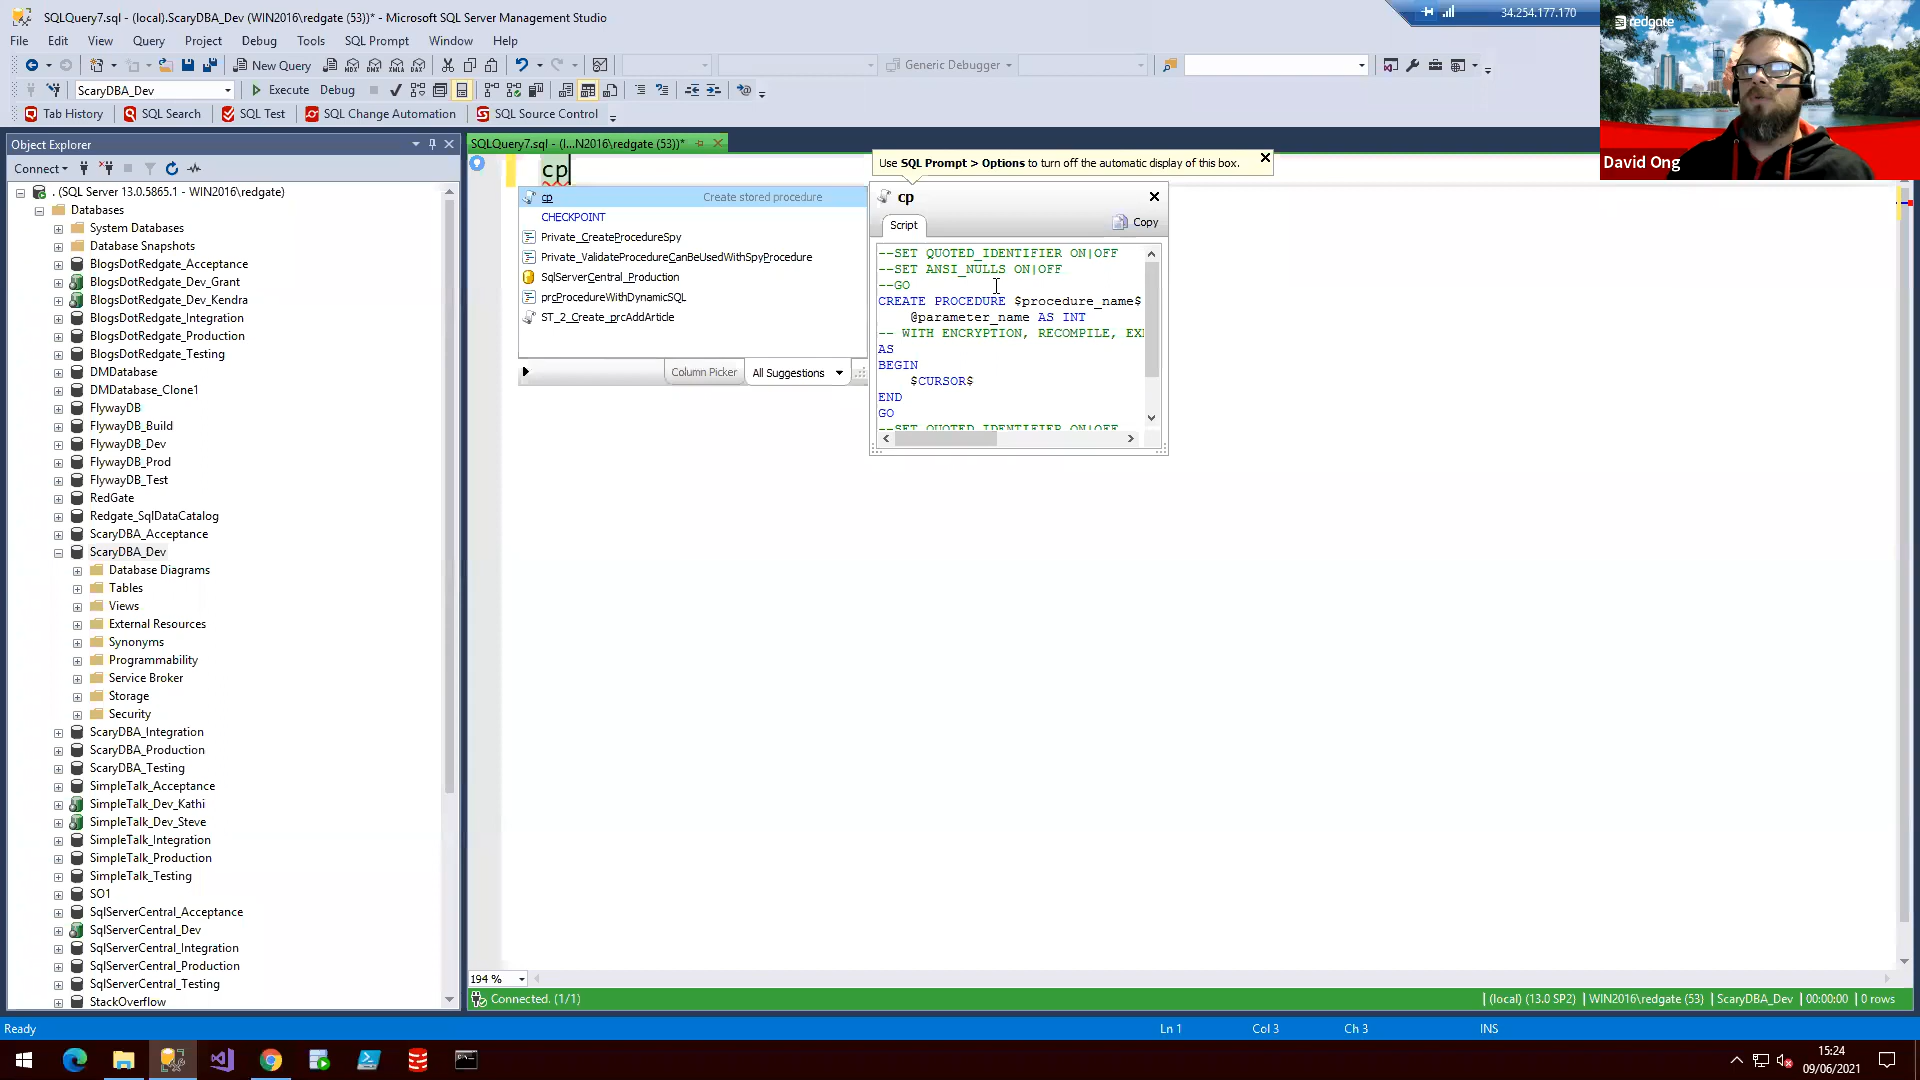 SQLQuery7.sql - (local).ScaryDBA_Dev (WIN2016\redgate (53))* - Microsoft SQL Server Management Studio
34.254.177.170
redgate
File Edit View Query Project Debug Tools SQL Prompt Window Help
New Query
Generic Debugger
ScaryDBA_Dev
Execute Debug
Tab History SQL Search SQL Test SQL Change Automation SQL Source Control
David Ong
Object Explorer
SQLQuery7.sql - (l...N2016\redgate (53))*
Connect
. (SQL Server 13.0.5865.1 - WIN2016\redgate)
Databases
System Databases
Database Snapshots
BlogsDotRedgate_Acceptance
BlogsDotRedgate_Dev_Grant
BlogsDotRedgate_Dev_Kendra
BlogsDotRedgate_Integration
BlogsDotRedgate_Production
BlogsDotRedgate_Testing
DMDatabase
DMDatabase_Clone1
FlywayDB
FlywayDB_Build
FlywayDB_Dev
FlywayDB_Prod
FlywayDB_Test
RedGate
Redgate_SqlDataCatalog
ScaryDBA_Acceptance
ScaryDBA_Dev
Database Diagrams
Tables
Views
External Resources
Synonyms
Programmability
Service Broker
Storage
Security
ScaryDBA_Integration
ScaryDBA_Production
ScaryDBA_Testing
SimpleTalk_Acceptance
SimpleTalk_Dev_Kathi
SimpleTalk_Dev_Steve
SimpleTalk_Integration
SimpleTalk_Production
SimpleTalk_Testing
SO1
SqlServerCentral_Acceptance
SqlServerCentral_Dev
SqlServerCentral_Integration
SqlServerCentral_Production
SqlServerCentral_Testing
StackOverflow
cp
cp Create stored procedure
CHECKPOINT
Private_CreateProcedureSpy
Private_ValidateProcedureCanBeUsedWithSpyProcedure
SqlServerCentral_Production
prcProcedureWithDynamicSQL
ST_2_Create_prcAddArticle
Column Picker All Suggestions
Use SQL Prompt > Options to turn off the automatic display of this box.
cp
Script Copy
--SET QUOTED_IDENTIFIER ON|OFF
--SET ANSI_NULLS ON|OFF
--GO
CREATE PROCEDURE $procedure_name$
@parameter_name AS INT
-- WITH ENCRYPTION, RECOMPILE, EX
AS
BEGIN
$CURSOR$
END
GO
--SET QUOTED_IDENTIFIER ON|OFF
194 %
Connected. (1/1) (local) (13.0 SP2) WIN2016\redgate (53) ScaryDBA_Dev 00:00:00 0 rows
Ready Ln 1 Col 3 Ch 3 INS
15:24
09/06/2021